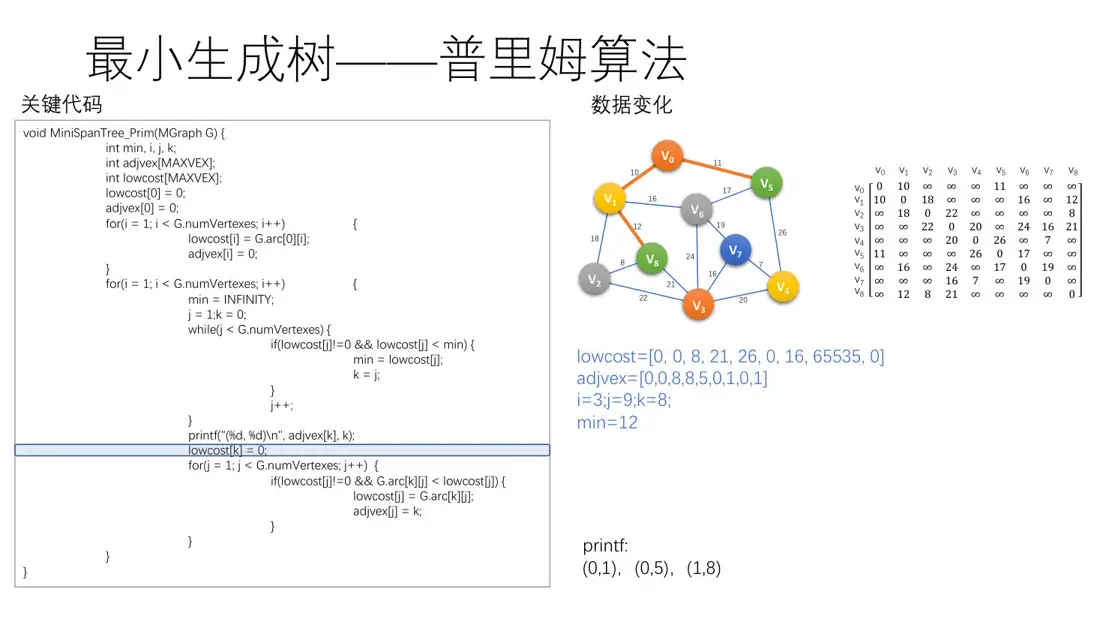 最小生成树——普里姆算法
关键代码
void MiniSpanTree_Prim(MGraph G) {
int min, i, j, k;
int adjvex[MAXVEX];
int lowcost[MAXVEX];
lowcost[0] = 0;
adjvex[0] = 0;
for(i = 1; i < G.numVertexes; i++) {
lowcost[i] = G.arc[0][i];
adjvex[i] = 0;
}
for(i = 1; i < G.numVertexes; i++) {
min = INFINITY;
j = 1;k = 0;
while(j < G.numVertexes) {
if(lowcost[j]!=0 && lowcost[j] < min) {
min = lowcost[j];
k = j;
}
j++;
}
printf("(%d, %d)\n", adjvex[k], k);
lowcost[k] = 0;
for(j = 1; j < G.numVertexes; j++) {
if(lowcost[j]!=0 && G.arc[k][j] < lowcost[j]) {
lowcost[j] = G.arc[k][j];
adjvex[j] = k;
}
}
}
}
数据变化
V0
10
11
V5
V1
16
17
V6
12
19
26
18
V8
V7
24
8
7
V2
21
16
V4
22
20
V3
v0 v1 v2 v3 v4 v5 v6 v7 v8
v0 0 10 ∞ ∞ ∞ 11 ∞ ∞ ∞
v1 10 0 18 ∞ ∞ ∞ 16 ∞ 12
v2 ∞ 18 0 22 ∞ ∞ ∞ ∞ 8
v3 ∞ ∞ 22 0 20 ∞ 24 16 21
v4 ∞ ∞ ∞ 20 0 26 ∞ 7 ∞
v5 11 ∞ ∞ ∞ 26 0 17 ∞ ∞
v6 ∞ 16 ∞ 24 ∞ 17 0 19 ∞
v7 ∞ ∞ ∞ 16 7 ∞ 19 0 ∞
v8 ∞ 12 8 21 ∞ ∞ ∞ ∞ 0
lowcost=[0, 0, 8, 21, 26, 0, 16, 65535, 0]
adjvex=[0,0,8,8,5,0,1,0,1]
i=3;j=9;k=8;
min=12
printf:
(0,1), (0,5), (1,8)